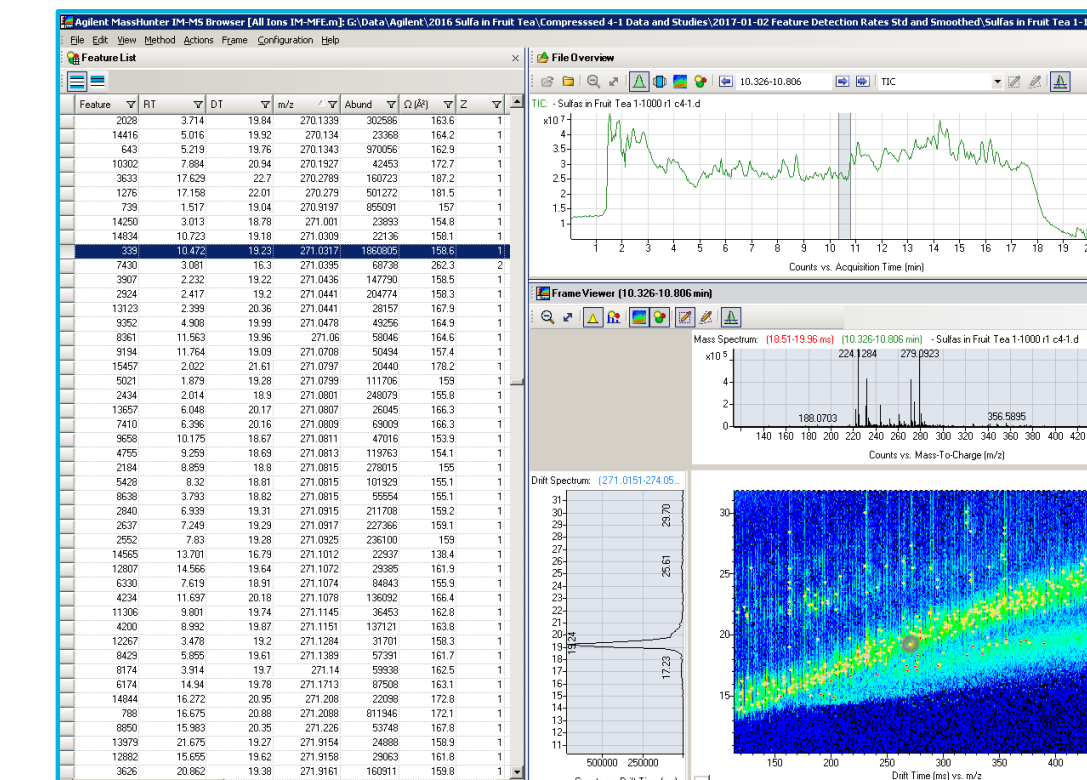 Agilent MassHunter IM-MS Browser [All Ions IM-MFE.m]: G:\Data\Agilent\2016 Sulfa in Fruit Tea\Compresssed 4-1 Data and Studies\2017-01-02 Feature Detection Rates Std and Smoothed\Sulfas in Fruit Tea 1-1
File Edit View Method Actions Frame Configuration Help
Feature List ×
Feature RT DT m/z Abund Ω (Å²) Z
2028 3.714 19.84 270.1339 302586 163.6 1
14416 5.016 19.92 270.134 23368 164.2 1
643 5.219 19.76 270.1343 970056 162.9 1
10302 7.884 20.94 270.1927 42453 172.7 1
3633 17.629 22.7 270.2789 160723 187.2 1
1276 17.158 22.01 270.279 501272 181.5 1
739 1.517 19.04 270.9197 855091 157 1
14250 3.013 18.78 271.001 23893 154.8 1
14834 10.723 19.18 271.0309 22136 158.1 1
339 10.472 19.23 271.0317 1860805 158.6 1
7430 3.081 16.3 271.0395 68738 262.3 2
3907 2.232 19.22 271.0436 147790 158.5 1
2924 2.417 19.2 271.0441 204774 158.3 1
13123 2.399 20.36 271.0441 28157 167.9 1
9352 4.908 19.99 271.0478 49256 164.9 1
8361 11.563 19.96 271.06 58046 164.6 1
9194 11.764 19.09 271.0708 50494 157.4 1
15457 2.022 21.61 271.0797 20440 178.2 1
5021 1.879 19.28 271.0799 111706 159 1
2434 2.014 18.9 271.0801 248079 155.8 1
13657 6.048 20.17 271.0807 26045 166.3 1
7410 6.396 20.16 271.0809 69009 166.3 1
9658 10.175 18.67 271.0811 47016 153.9 1
4755 9.259 18.69 271.0813 119763 154.1 1
2184 8.859 18.8 271.0815 278015 155 1
5428 8.32 18.81 271.0815 101929 155.1 1
8638 3.793 18.82 271.0815 55554 155.1 1
2840 6.939 19.31 271.0915 211708 159.2 1
2637 7.249 19.29 271.0917 227366 159.1 1
2552 7.83 19.28 271.0925 236100 159 1
14565 13.701 16.79 271.1012 22937 138.4 1
12807 14.566 19.64 271.1072 29385 161.9 1
6330 7.619 18.91 271.1074 84843 155.9 1
4234 11.697 20.18 271.1078 136092 166.4 1
11306 9.801 19.74 271.1145 36453 162.8 1
4200 8.992 19.87 271.1151 137121 163.8 1
12267 3.478 19.2 271.1284 31701 158.3 1
8429 5.855 19.61 271.1389 57391 161.7 1
8174 3.914 19.7 271.14 59938 162.5 1
6174 14.94 19.78 271.1713 87508 163.1 1
14844 16.272 20.95 271.208 22098 172.8 1
788 16.675 20.88 271.2088 811946 172.1 1
8850 15.983 20.35 271.226 53748 167.8 1
13979 21.675 19.27 271.9154 24888 158.9 1
12882 15.655 19.62 271.9158 29063 161.8 1
3626 20.862 19.38 271.9161 160911 159.8 1
File Overview
10.326-10.806 TIC
TIC: - Sulfas in Fruit Tea 1-1000 r1 c4-1.d
x10 7
4
3.5
3
2.5
2
1.5
1
1 2 3 4 5 6 7 8 9 10 11 12 13 14 15 16 17 18 19
Counts vs. Acquisition Time (min)
Frame Viewer (10.326-10.806 min)
Mass Spectrum: (18.51-19.96 ms) (10.326-10.806 min) - Sulfas in Fruit Tea 1-1000 r1 c4-1.d
x10 5
224.1284 279.0923
4
2
0
188.0703 356.5895
140 160 180 200 220 240 260 280 300 320 340 360 380 400 420
Counts vs. Mass-To-Charge (m/z)
Drift Spectrum: (271.0151-274.05...
31
30
29
28
27
26
25
24
23
22
21
20
19
18
17
16
15
14
13
12
11
29.70
25.61
19.24
17.23
500000 250000
30
25
20
15
150 200 250 300 350 400
Drift Time (ms) vs. m/z